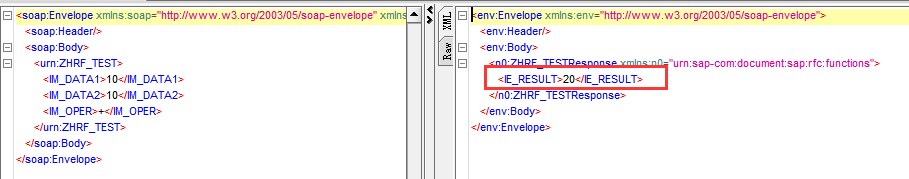 <soap:Envelope xmlns:soap="http://www.w3.org/2003/05/soap-envelope" xmlns
<soap:Header/>
<soap:Body>
<urn:ZHRF_TEST>
<IM_DATA1>10</IM_DATA1>
<IM_DATA2>10</IM_DATA2>
<IM_OPER>+</IM_OPER>
</urn:ZHRF_TEST>
</soap:Body>
</soap:Envelope>
XML
Raw
<env:Envelope xmlns:env="http://www.w3.org/2003/05/soap-envelope">
<env:Header/>
<env:Body>
<n0:ZHRF_TESTResponse xmlns:n0="urn:sap-com:document:sap:rfc:functions">
<IE_RESULT>20</IE_RESULT>
</n0:ZHRF_TESTResponse>
</env:Body>
</env:Envelope>